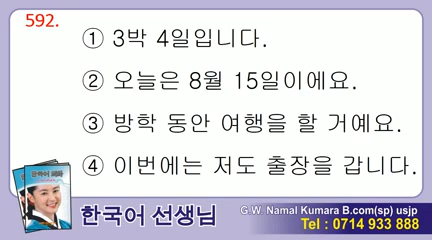 592.
① 3박 4일입니다.
② 오늘은 8월 15일이에요.
③ 방학 동안 여행을 할 거예요.
④ 이번에는 저도 출장을 갑니다.
한국어 선생님
G.W. Namal Kumara B.com(sp) usjp
Tel : 0714 933 888